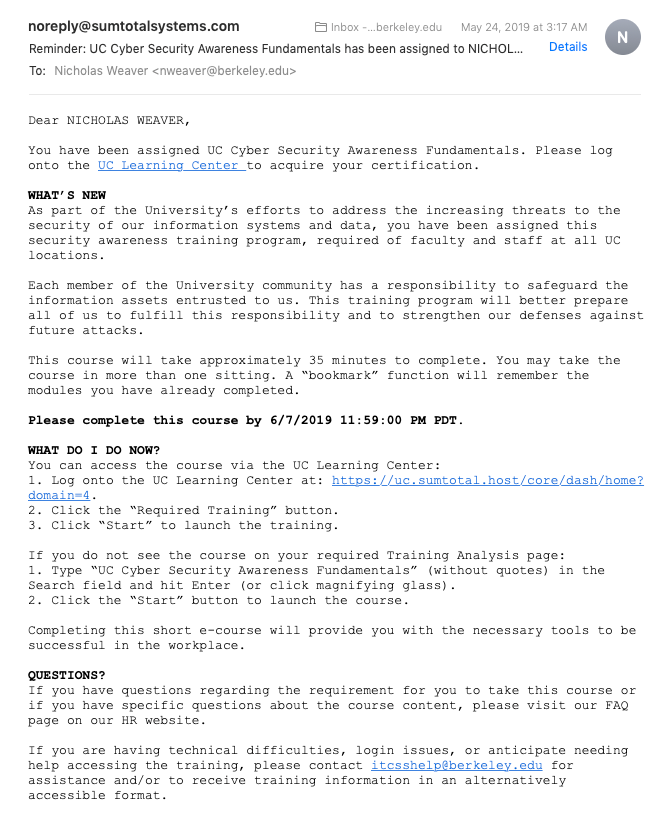 noreply@sumtotalsystems.com
Inbox -...berkeley.edu May 24, 2019 at 3:17 AM
N
Reminder: UC Cyber Security Awareness Fundamentals has been assigned to NICHOL... Details
To: Nicholas Weaver <nweaver@berkeley.edu>
Dear NICHOLAS WEAVER,
You have been assigned UC Cyber Security Awareness Fundamentals. Please log
onto the UC Learning Center to acquire your certification.
WHAT’S NEW
As part of the University’s efforts to address the increasing threats to the
security of our information systems and data, you have been assigned this
security awareness training program, required of faculty and staff at all UC
locations.
Each member of the University community has a responsibility to safeguard the
information assets entrusted to us. This training program will better prepare
all of us to fulfill this responsibility and to strengthen our defenses against
future attacks.
This course will take approximately 35 minutes to complete. You may take the
course in more than one sitting. A “bookmark” function will remember the
modules you have already completed.
Please complete this course by 6/7/2019 11:59:00 PM PDT.
WHAT DO I DO NOW?
You can access the course via the UC Learning Center:
1. Log onto the UC Learning Center at: https://uc.sumtotal.host/core/dash/home?
domain=4.
2. Click the “Required Training” button.
3. Click “Start” to launch the training.
If you do not see the course on your required Training Analysis page:
1. Type “UC Cyber Security Awareness Fundamentals” (without quotes) in the
Search field and hit Enter (or click magnifying glass).
2. Click the “Start” button to launch the course.
Completing this short e-course will provide you with the necessary tools to be
successful in the workplace.
QUESTIONS?
If you have questions regarding the requirement for you to take this course or
if you have specific questions about the course content, please visit our FAQ
page on our HR website.
If you are having technical difficulties, login issues, or anticipate needing
help accessing the training, please contact itcsshelp@berkeley.edu for
assistance and/or to receive training information in an alternatively
accessible format.